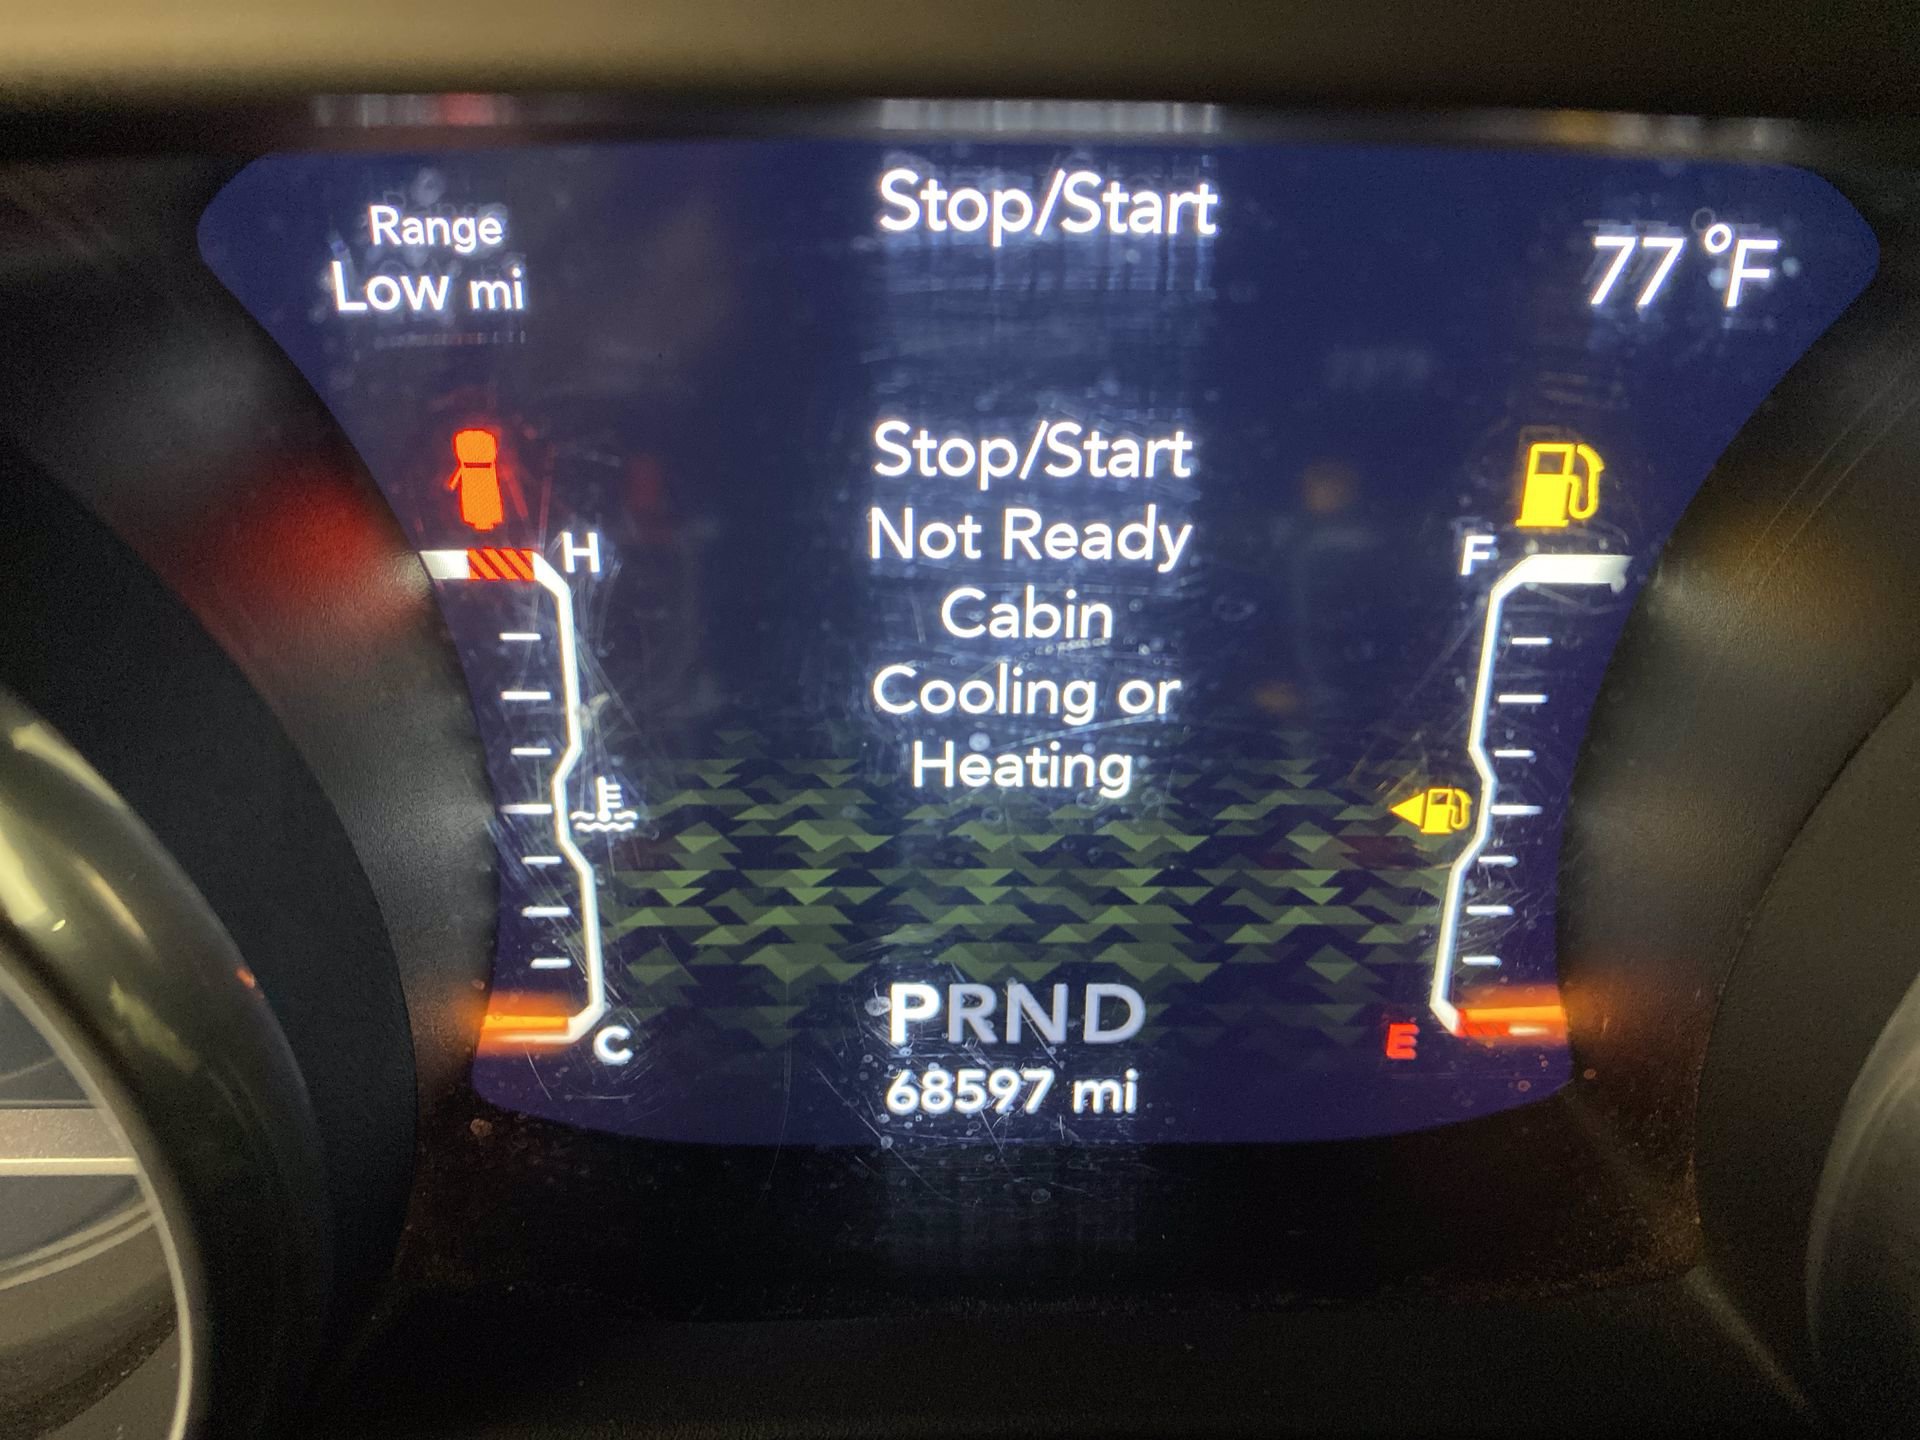 Stop/Start
Range
Low mi
77 °F
Stop/Start
Not Ready
Cabin
Cooling or
Heating
H
F
C
E
PRND
68597 mi